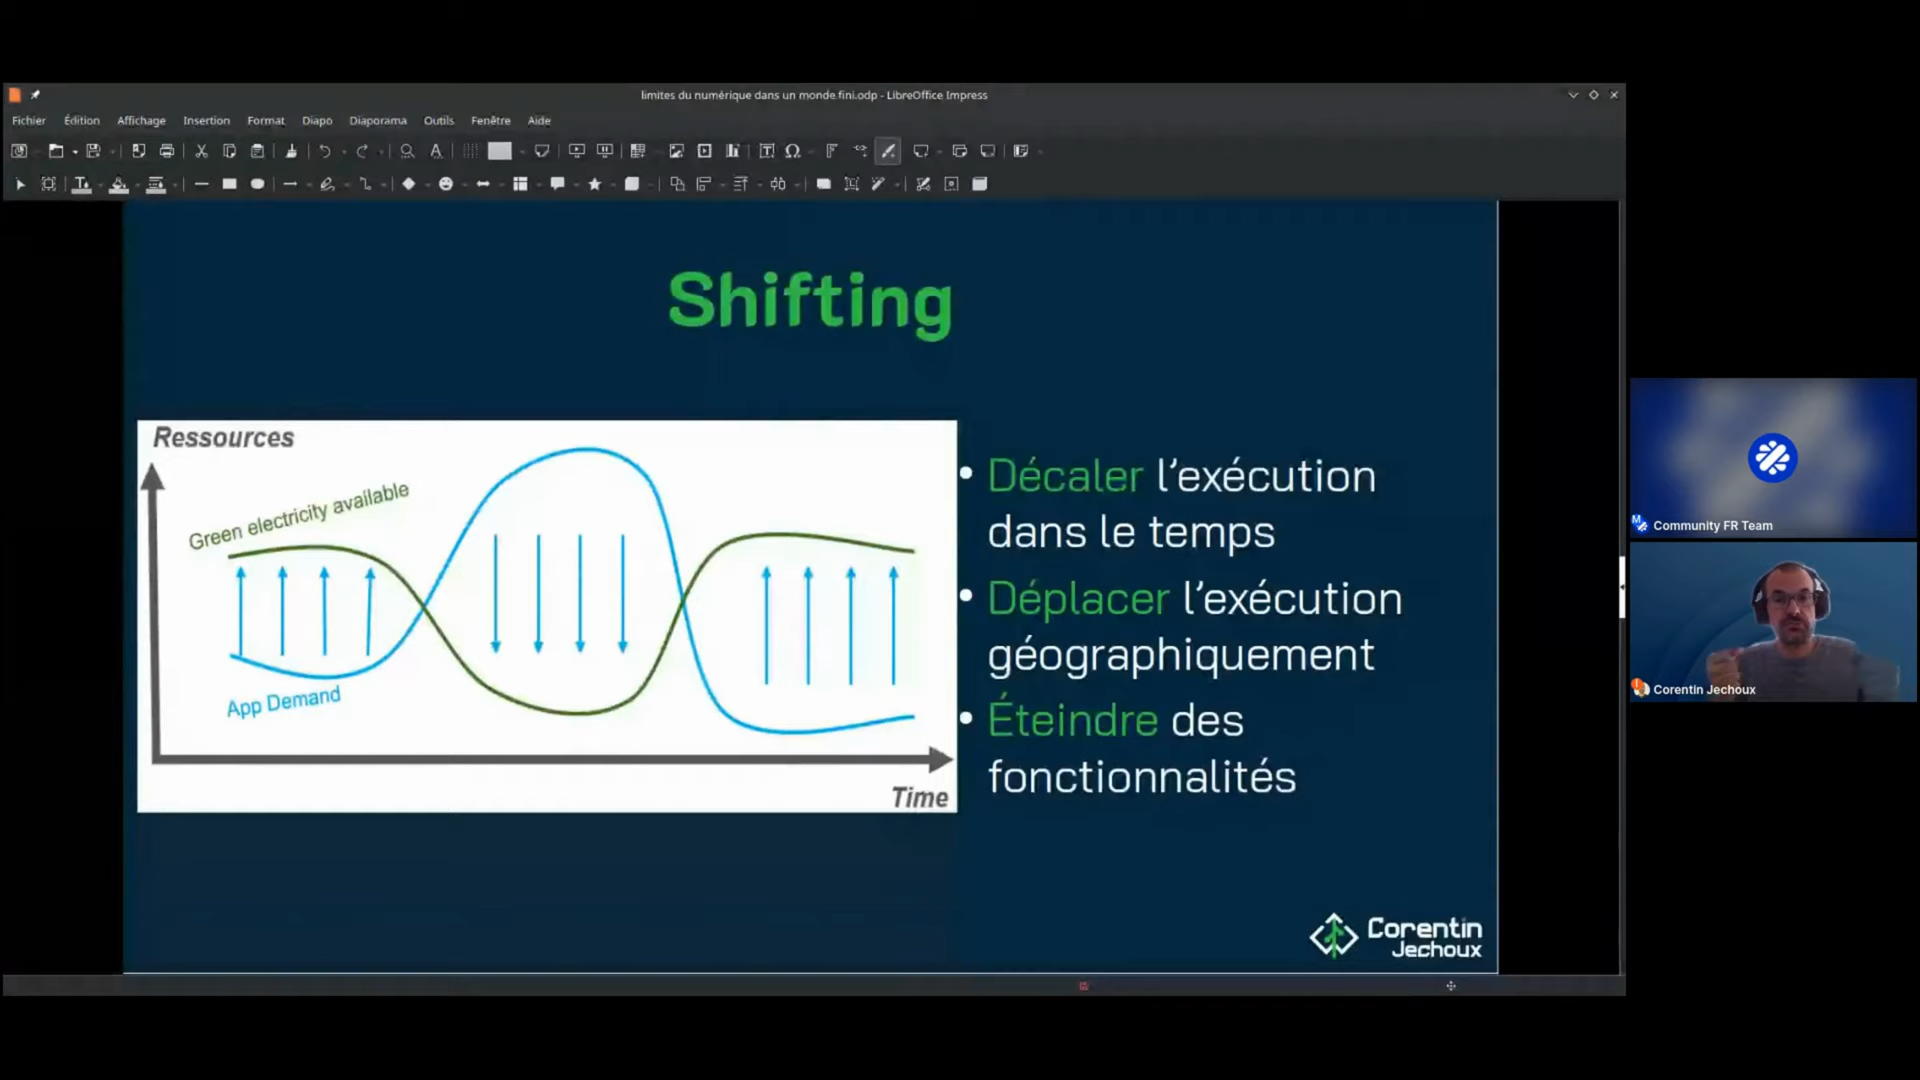 limites du numérique dans un monde fini.odp - LibreOffice Impress
Fichier Édition Affichage Insertion Format Diapo Diaporama Outils Fenêtre Aide
Shifting
Ressources
Green electricity available
App Demand
Time
Décaler l'exécution
dans le temps
Déplacer l'exécution
géographiquement
Éteindre des
fonctionnalités
Corentin
Jechoux
Community FR Team
Corentin Jechoux